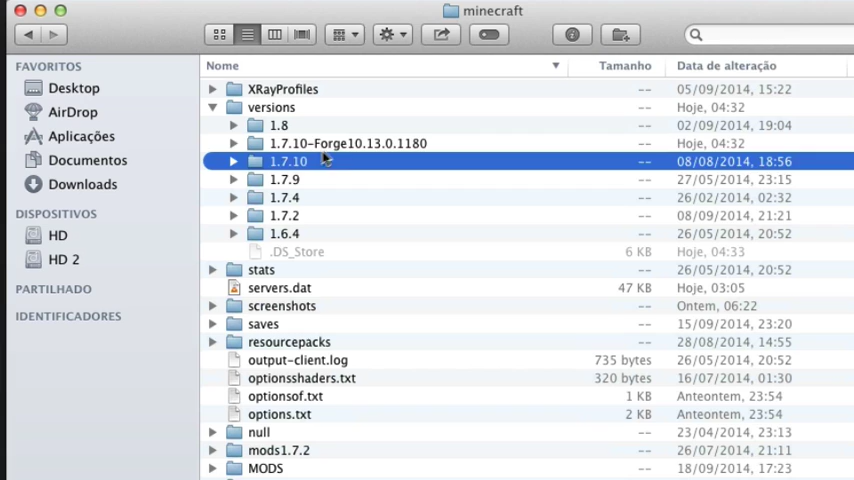 minecraft
Nome Tamanho Data de alteração
FAVORITOS
Desktop
AirDrop
Aplicações
Documentos
Downloads
DISPOSITIVOS
HD
HD 2
PARTILHADO
IDENTIFICADORES
XRayProfiles -- 05/09/2014, 15:22
versions -- Hoje, 04:32
1.8 -- 02/09/2014, 19:04
1.7.10-Forge10.13.0.1180 -- Hoje, 04:32
1.7.10 -- 08/08/2014, 18:56
1.7.9 -- 27/05/2014, 23:15
1.7.4 -- 26/02/2014, 02:32
1.7.2 -- 08/09/2014, 21:21
1.6.4 -- 26/05/2014, 20:52
.DS_Store 6 KB Hoje, 04:33
stats -- 26/05/2014, 20:52
servers.dat 47 KB Hoje, 03:05
screenshots -- Ontem, 06:22
saves -- 15/09/2014, 23:20
resourcepacks -- 28/08/2014, 14:55
output-client.log 735 bytes 26/05/2014, 20:52
optionsshaders.txt 320 bytes 16/07/2014, 01:30
optionsof.txt 1 KB Anteontem, 23:54
options.txt 2 KB Anteontem, 23:54
null -- 23/04/2014, 23:13
mods1.7.2 -- 26/07/2014, 21:11
MODS -- 18/09/2014, 17:23